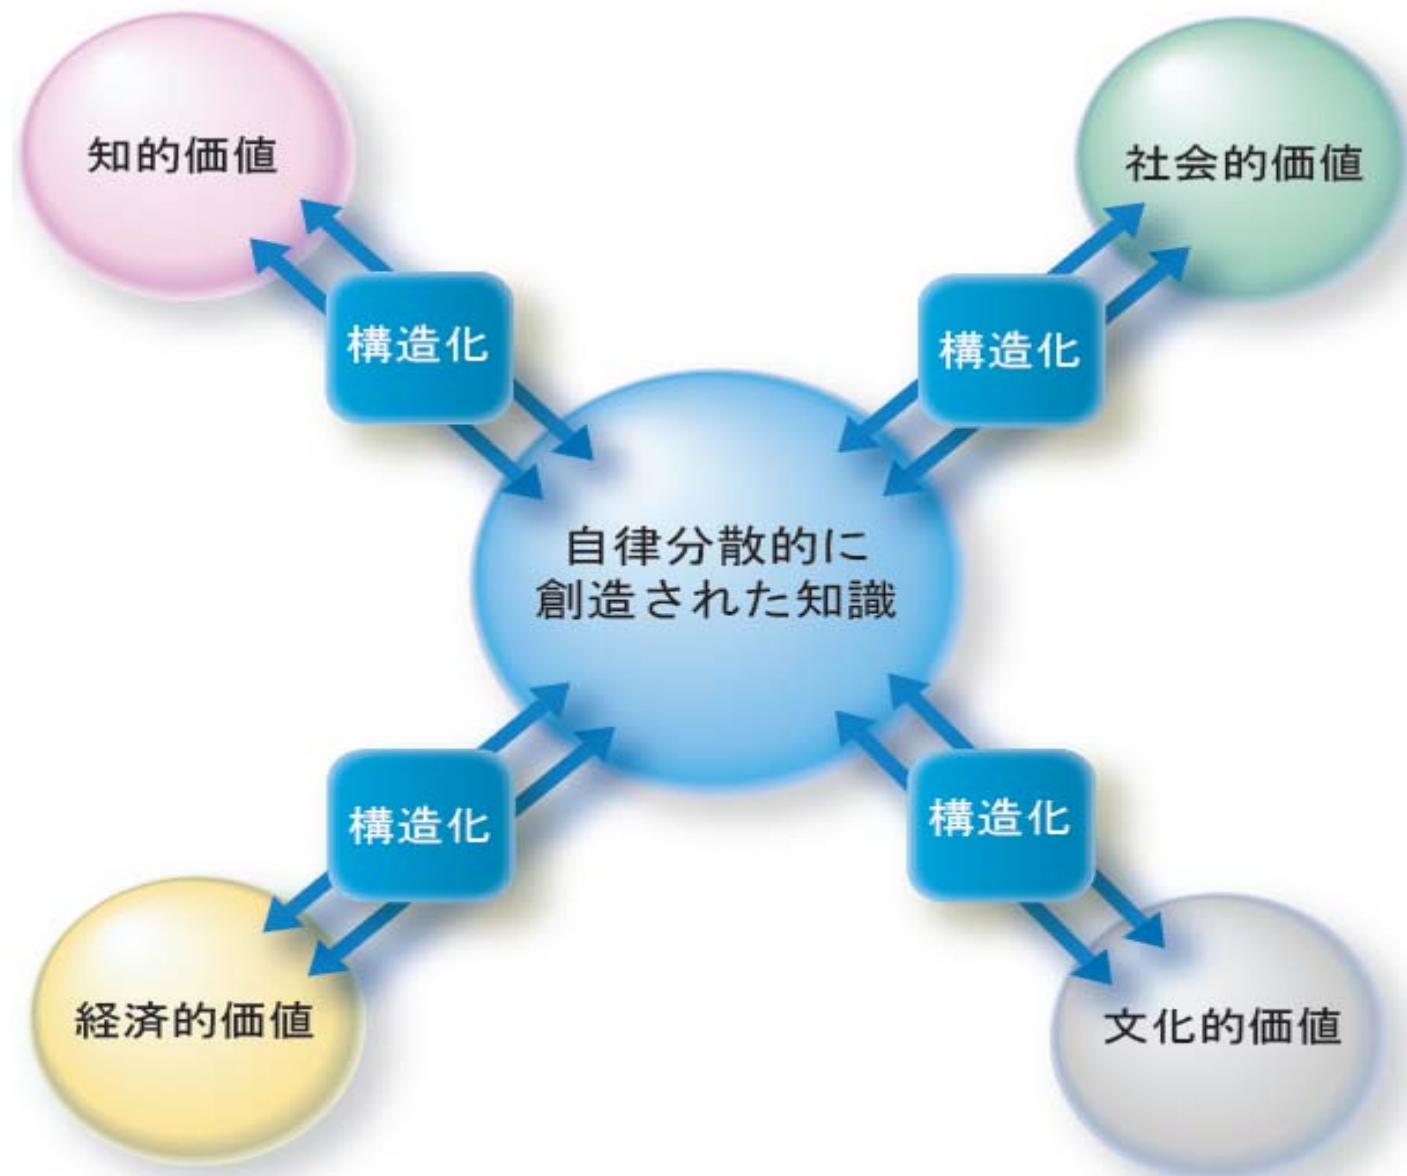 知的価値
社会的価値
構造化
構造化
自律分散的に
創造された知識
構造化
構造化
経済的価値
文化的価値